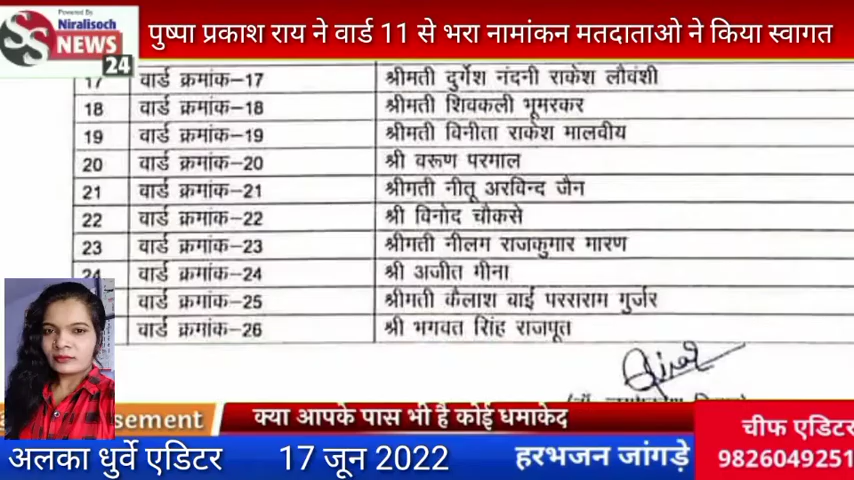 Powered By
Niralisoch
SS NEWS
24
पुष्पा प्रकाश राय ने वार्ड 11 से भरा नामांकन मतदाताओ ने किया स्वागत
17 वार्ड क्रमांक-17 श्रीमती दुर्गेश नंदनी राकेश लौवंशी
18 वार्ड क्रमांक-18 श्रीमती शिवकली भूमरकर
19 वार्ड क्रमांक-19 श्रीमती विनीता राकेश मालवीय
20 वार्ड क्रमांक-20 श्री वरूण परमाल
21 वार्ड क्रमांक-21 श्रीमती नीतू अरविन्द जैन
22 वार्ड क्रमांक-22 श्री विनोद चौकसे
23 वार्ड क्रमांक-23 श्रीमती नीलम राजकुमार मारण
24 वार्ड क्रमांक-24 श्री अजीत मीना
वार्ड क्रमांक-25 श्रीमती कैलाश बाई परसराम गुर्जर
वार्ड क्रमांक-26 श्री भगवत सिंह राजपूत
sement क्या आपके पास भी है कोई धमाकेद
चीफ एडिटर
अलका धुर्वे एडिटर 17 जून 2022 हरभजन जांगड़े 9826049251